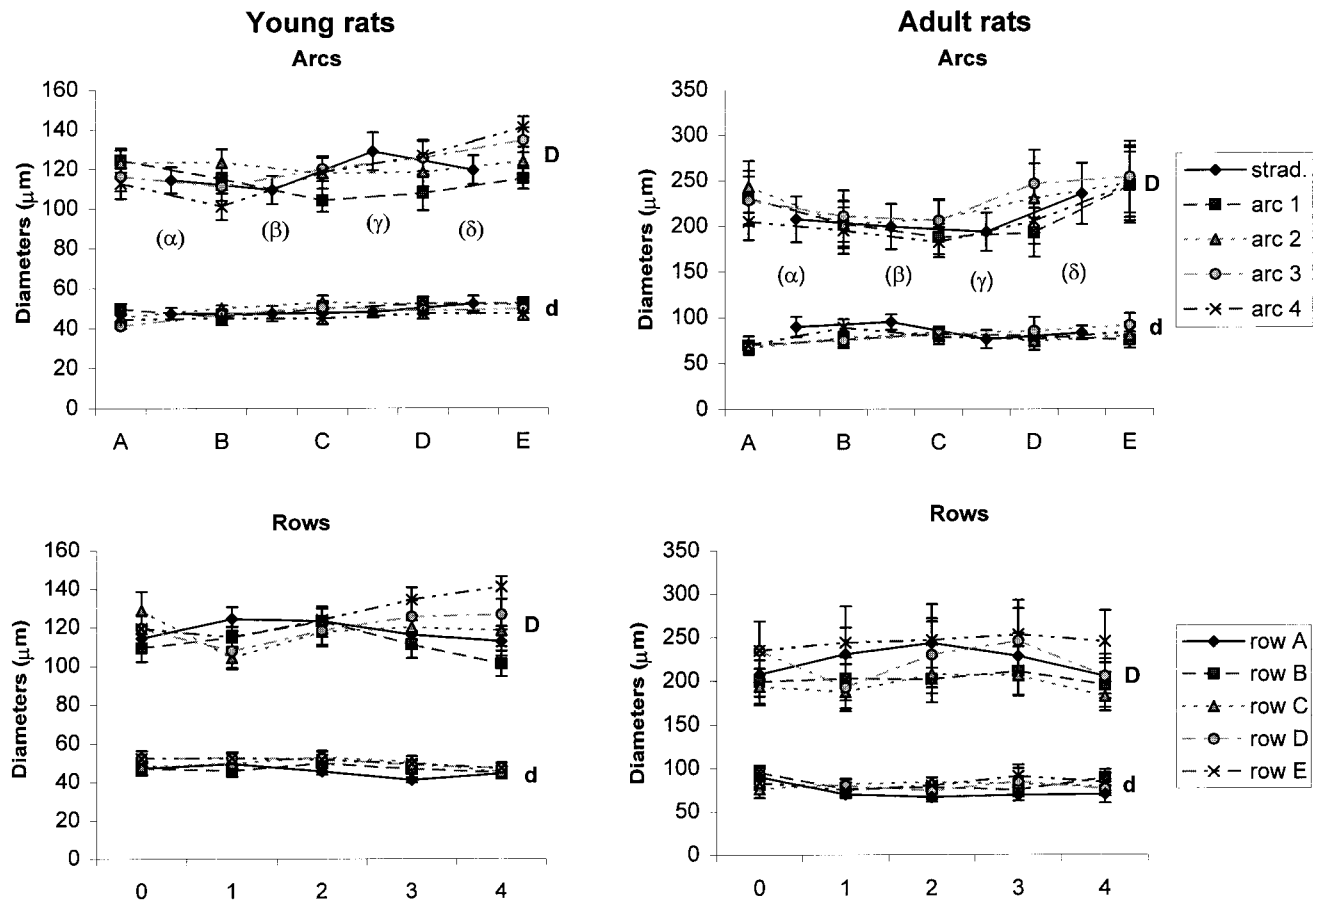 Young rats
Arcs
Diameters (μm)
160
140
120
100
80
60
40
20
0
A B C D E
(α) (β) (γ) (δ)
D
d
Adult rats
Arcs
Diameters (μm)
350
300
250
200
150
100
50
0
A B C D E
(α) (β) (γ) (δ)
D
d
strad.
arc 1
arc 2
arc 3
arc 4
Rows
Diameters (μm)
160
140
120
100
80
60
40
20
0
0 1 2 3 4
D
d
Rows
Diameters (μm)
350
300
250
200
150
100
50
0
0 1 2 3 4
D
d
row A
row B
row C
row D
row E